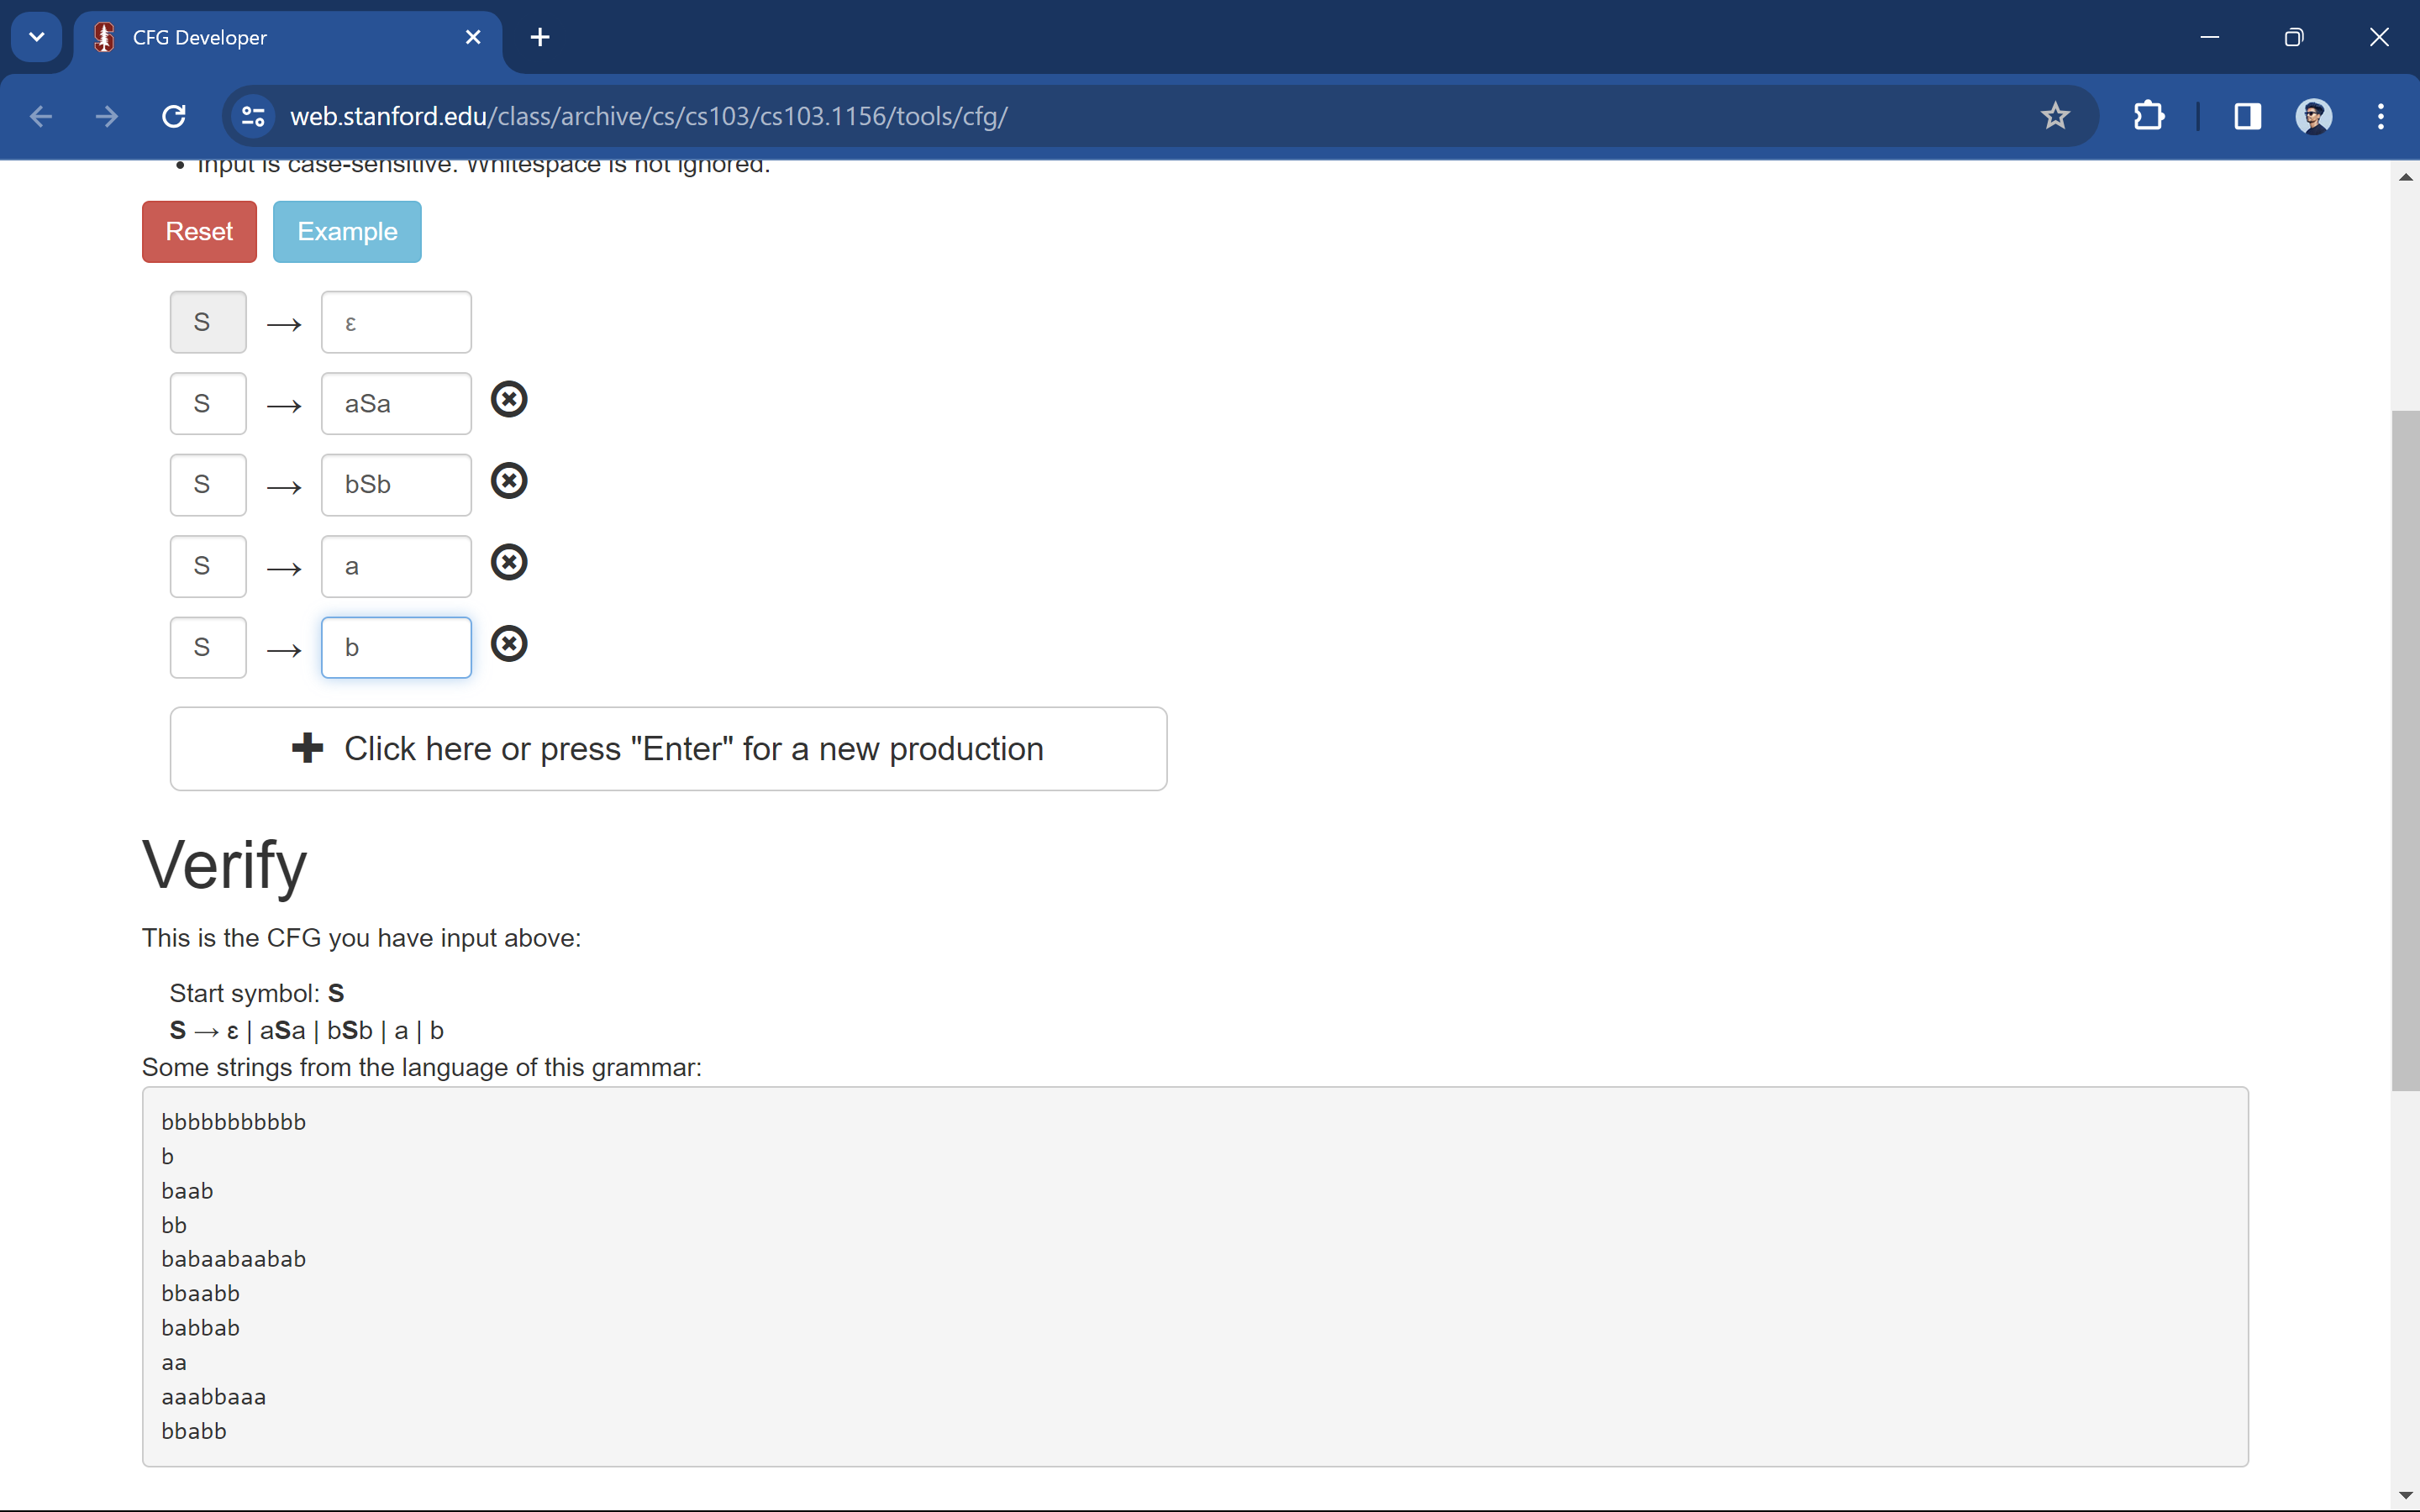 CFG Developer
web.stanford.edu/class/archive/cs/cs103/cs103.1156/tools/cfg/
• Input is case-sensitive. Whitespace is not ignored.
Reset Example
S → ε
S → aSa
S → bSb
S → a
S → b
Click here or press "Enter" for a new production
Verify
This is the CFG you have input above:
Start symbol: S
S → ε | aSa | bSb | a | b
Some strings from the language of this grammar:
bbbbbbbbbbb
b
baab
bb
babaabaabab
bbaabb
babbab
aa
aaabbaaa
bbabb